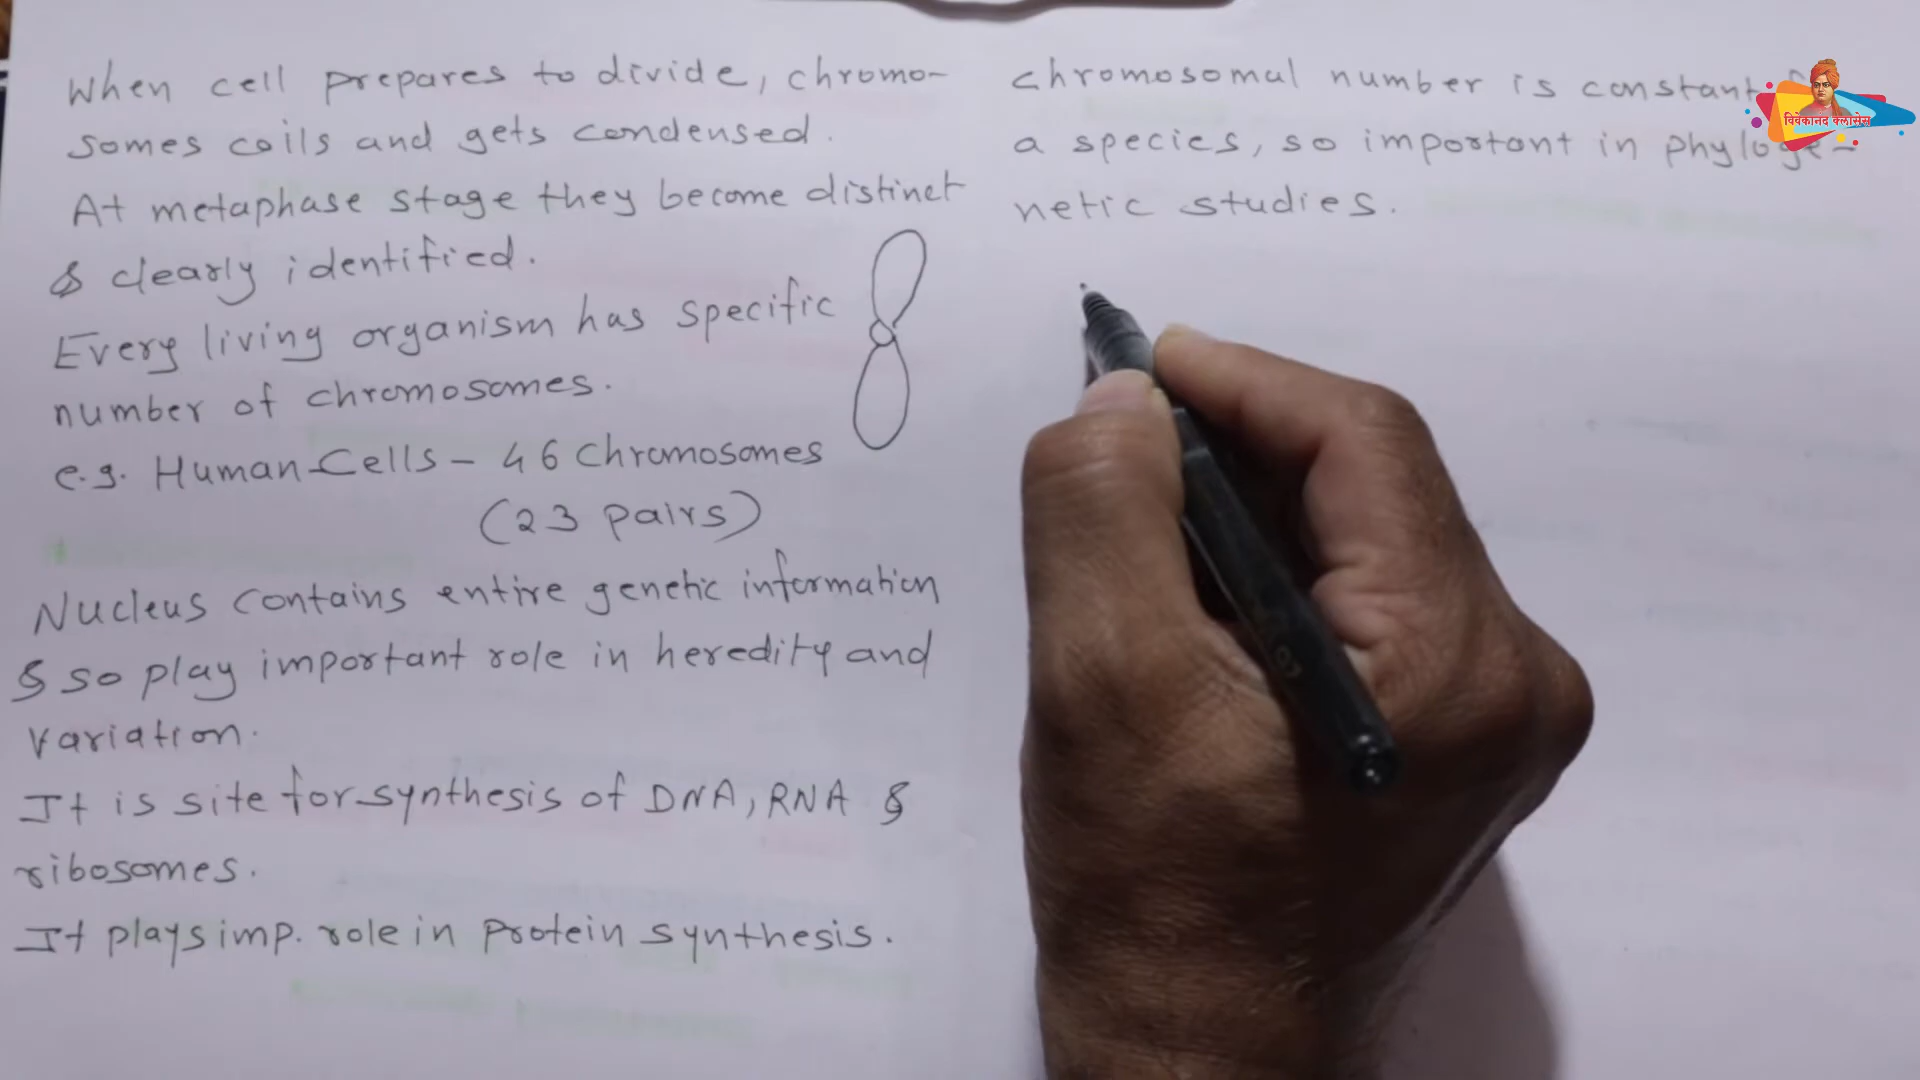 When cell prepares to divide, chromo-
somes coils and gets condensed.
At metaphase stage they become distinct
& clearly identified.
Every living organism has specific
number of chromosomes.
e.g. Human Cells - 46 Chromosomes
(23 pairs)
Nucleus contains entire genetic information
& so play important role in heredity and
variation.
It is site for synthesis of DNA, RNA &
ribosomes.
It plays imp. role in protein synthesis.
chromosomal number is constant
a species, so important in phyloge-
netic studies.
विवेकानंद क्लासेस